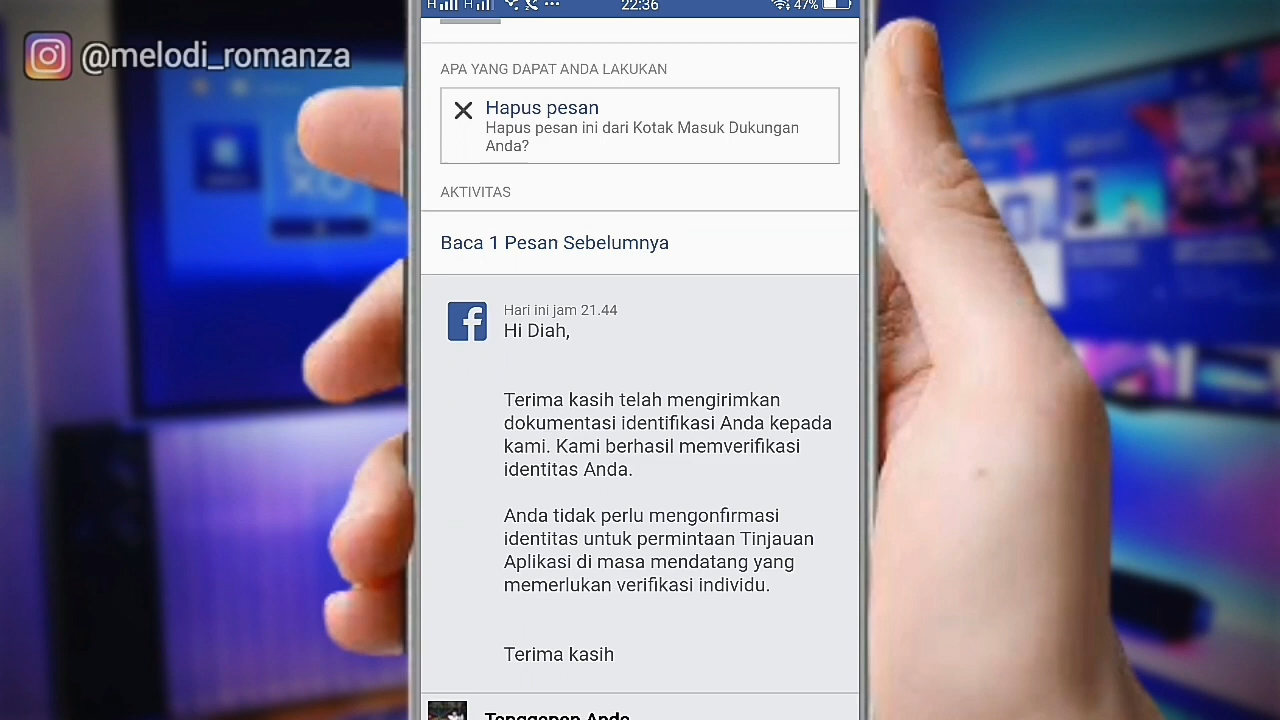 @melodi_romanza
22:36
47%
APA YANG DAPAT ANDA LAKUKAN
Hapus pesan
Hapus pesan ini dari Kotak Masuk Dukungan
Anda?
AKTIVITAS
Baca 1 Pesan Sebelumnya
Hari ini jam 21.44
Hi Diah,
Terima kasih telah mengirimkan
dokumentasi identifikasi Anda kepada
kami. Kami berhasil memverifikasi
identitas Anda.
Anda tidak perlu mengonfirmasi
identitas untuk permintaan Tinjauan
Aplikasi di masa mendatang yang
memerlukan verifikasi individu.
Terima kasih
Tanggapan Anda